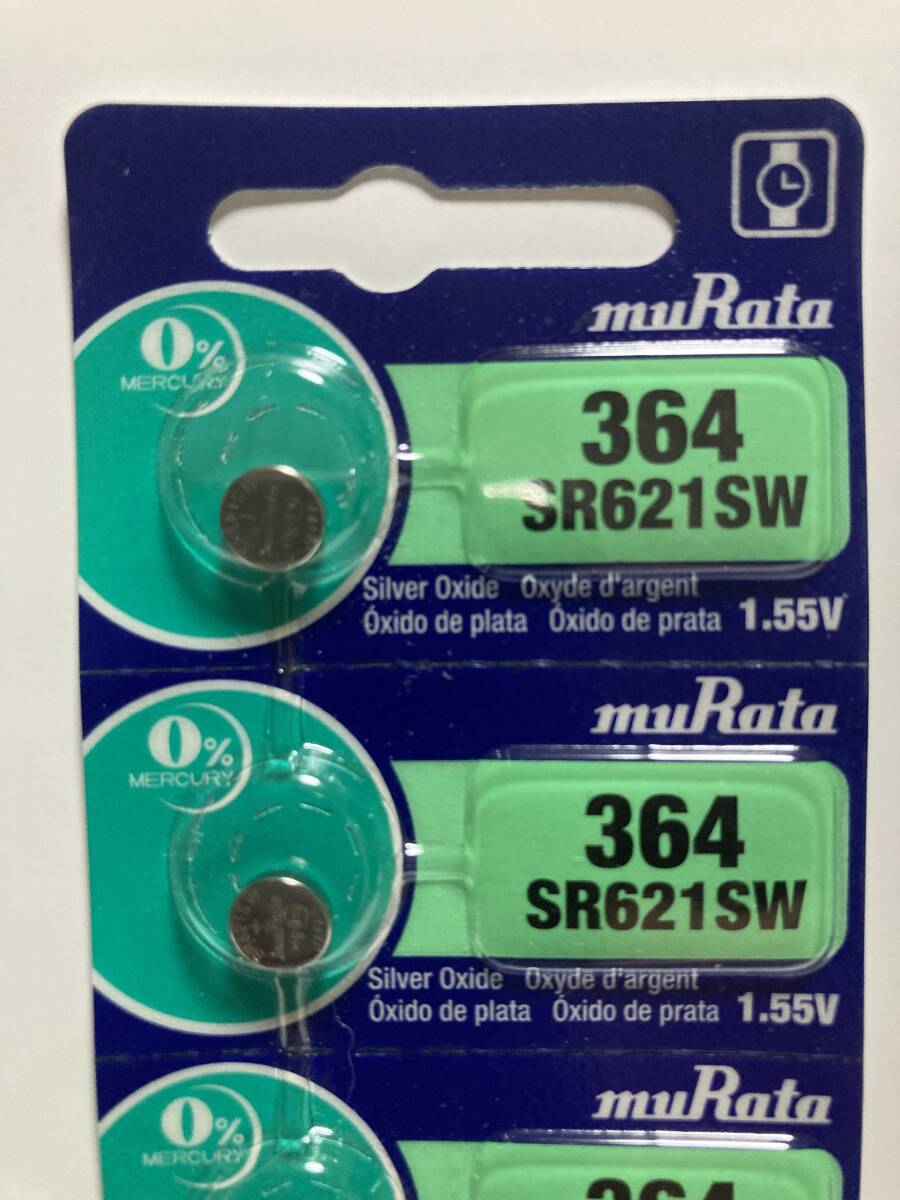 muRata
0%
MERCURY
364
SR621SW
Silver Oxide Oxyde d'argent
Óxido de plata Óxido de prata 1.55V
muRata
0%
MERCURY
364
SR621SW
Silver Oxide Oxyde d'argent
Óxido de plata Óxido de prata 1.55V
muRata
0%
MERCURY
364